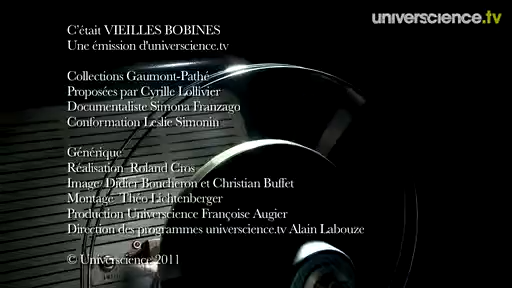 universcience.tv
C'était VIEILLES BOBINES
Une émission d'universcience.tv
Collections Gaumont-Pathé
Proposées par Cyrille Lollivier
Documentaliste Simona Franzago
Conformation Leslie Simonin
Générique
Réalisation Roland Cros
Image Didier Boucheron et Christian Buffet
Montage Théo Lichtenberger
Production Universcience Françoise Augier
Direction des programmes universcience.tv Alain Labouze
© Universcience 2011